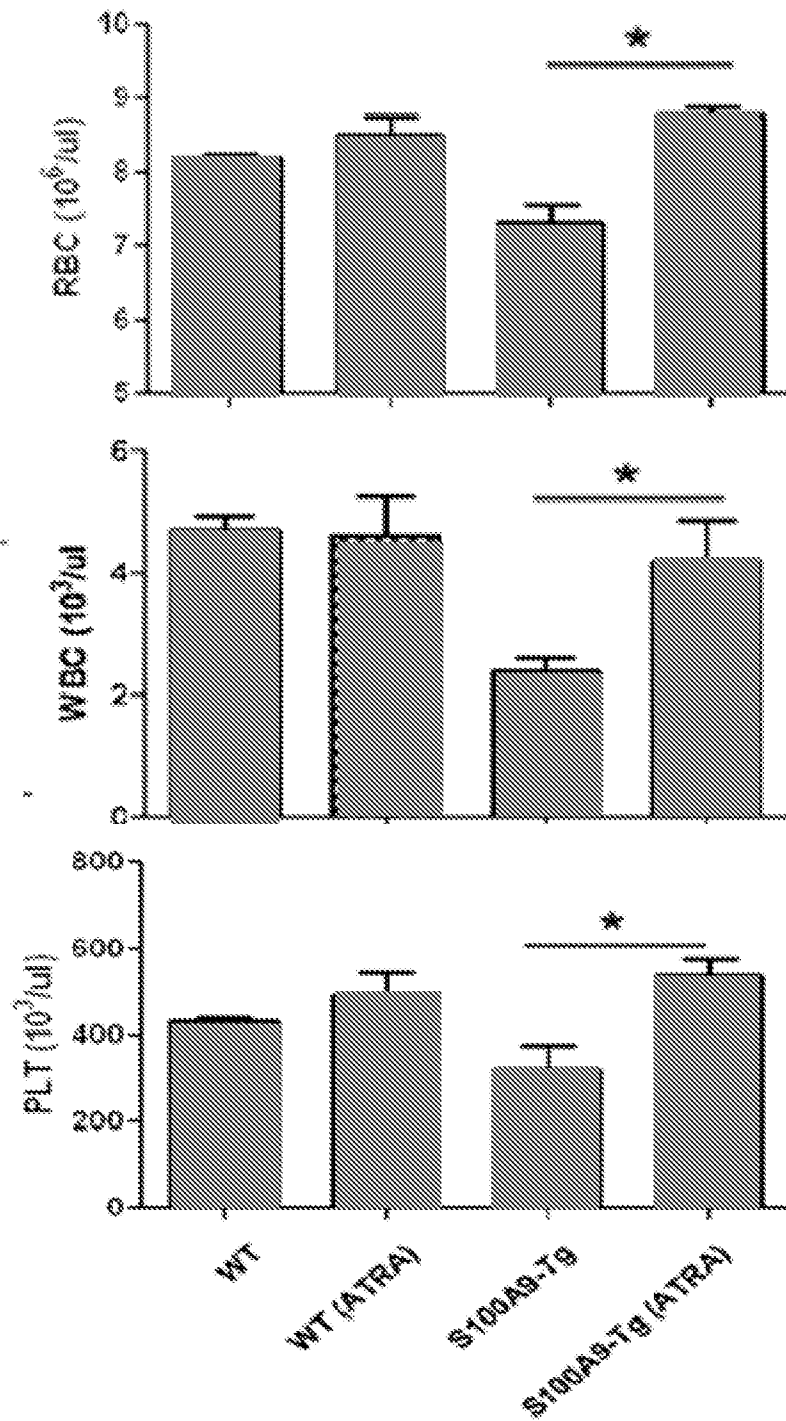 10
9
8
7
6
5
RBC (10⁶/ul)
★
6
4
2
0
WBC (10³/ul)
★
800
600
400
200
0
PLT (10³/ul)
★
WT
WT (ATRA)
S100A9-Tg
S100A9-Tg (ATRA)